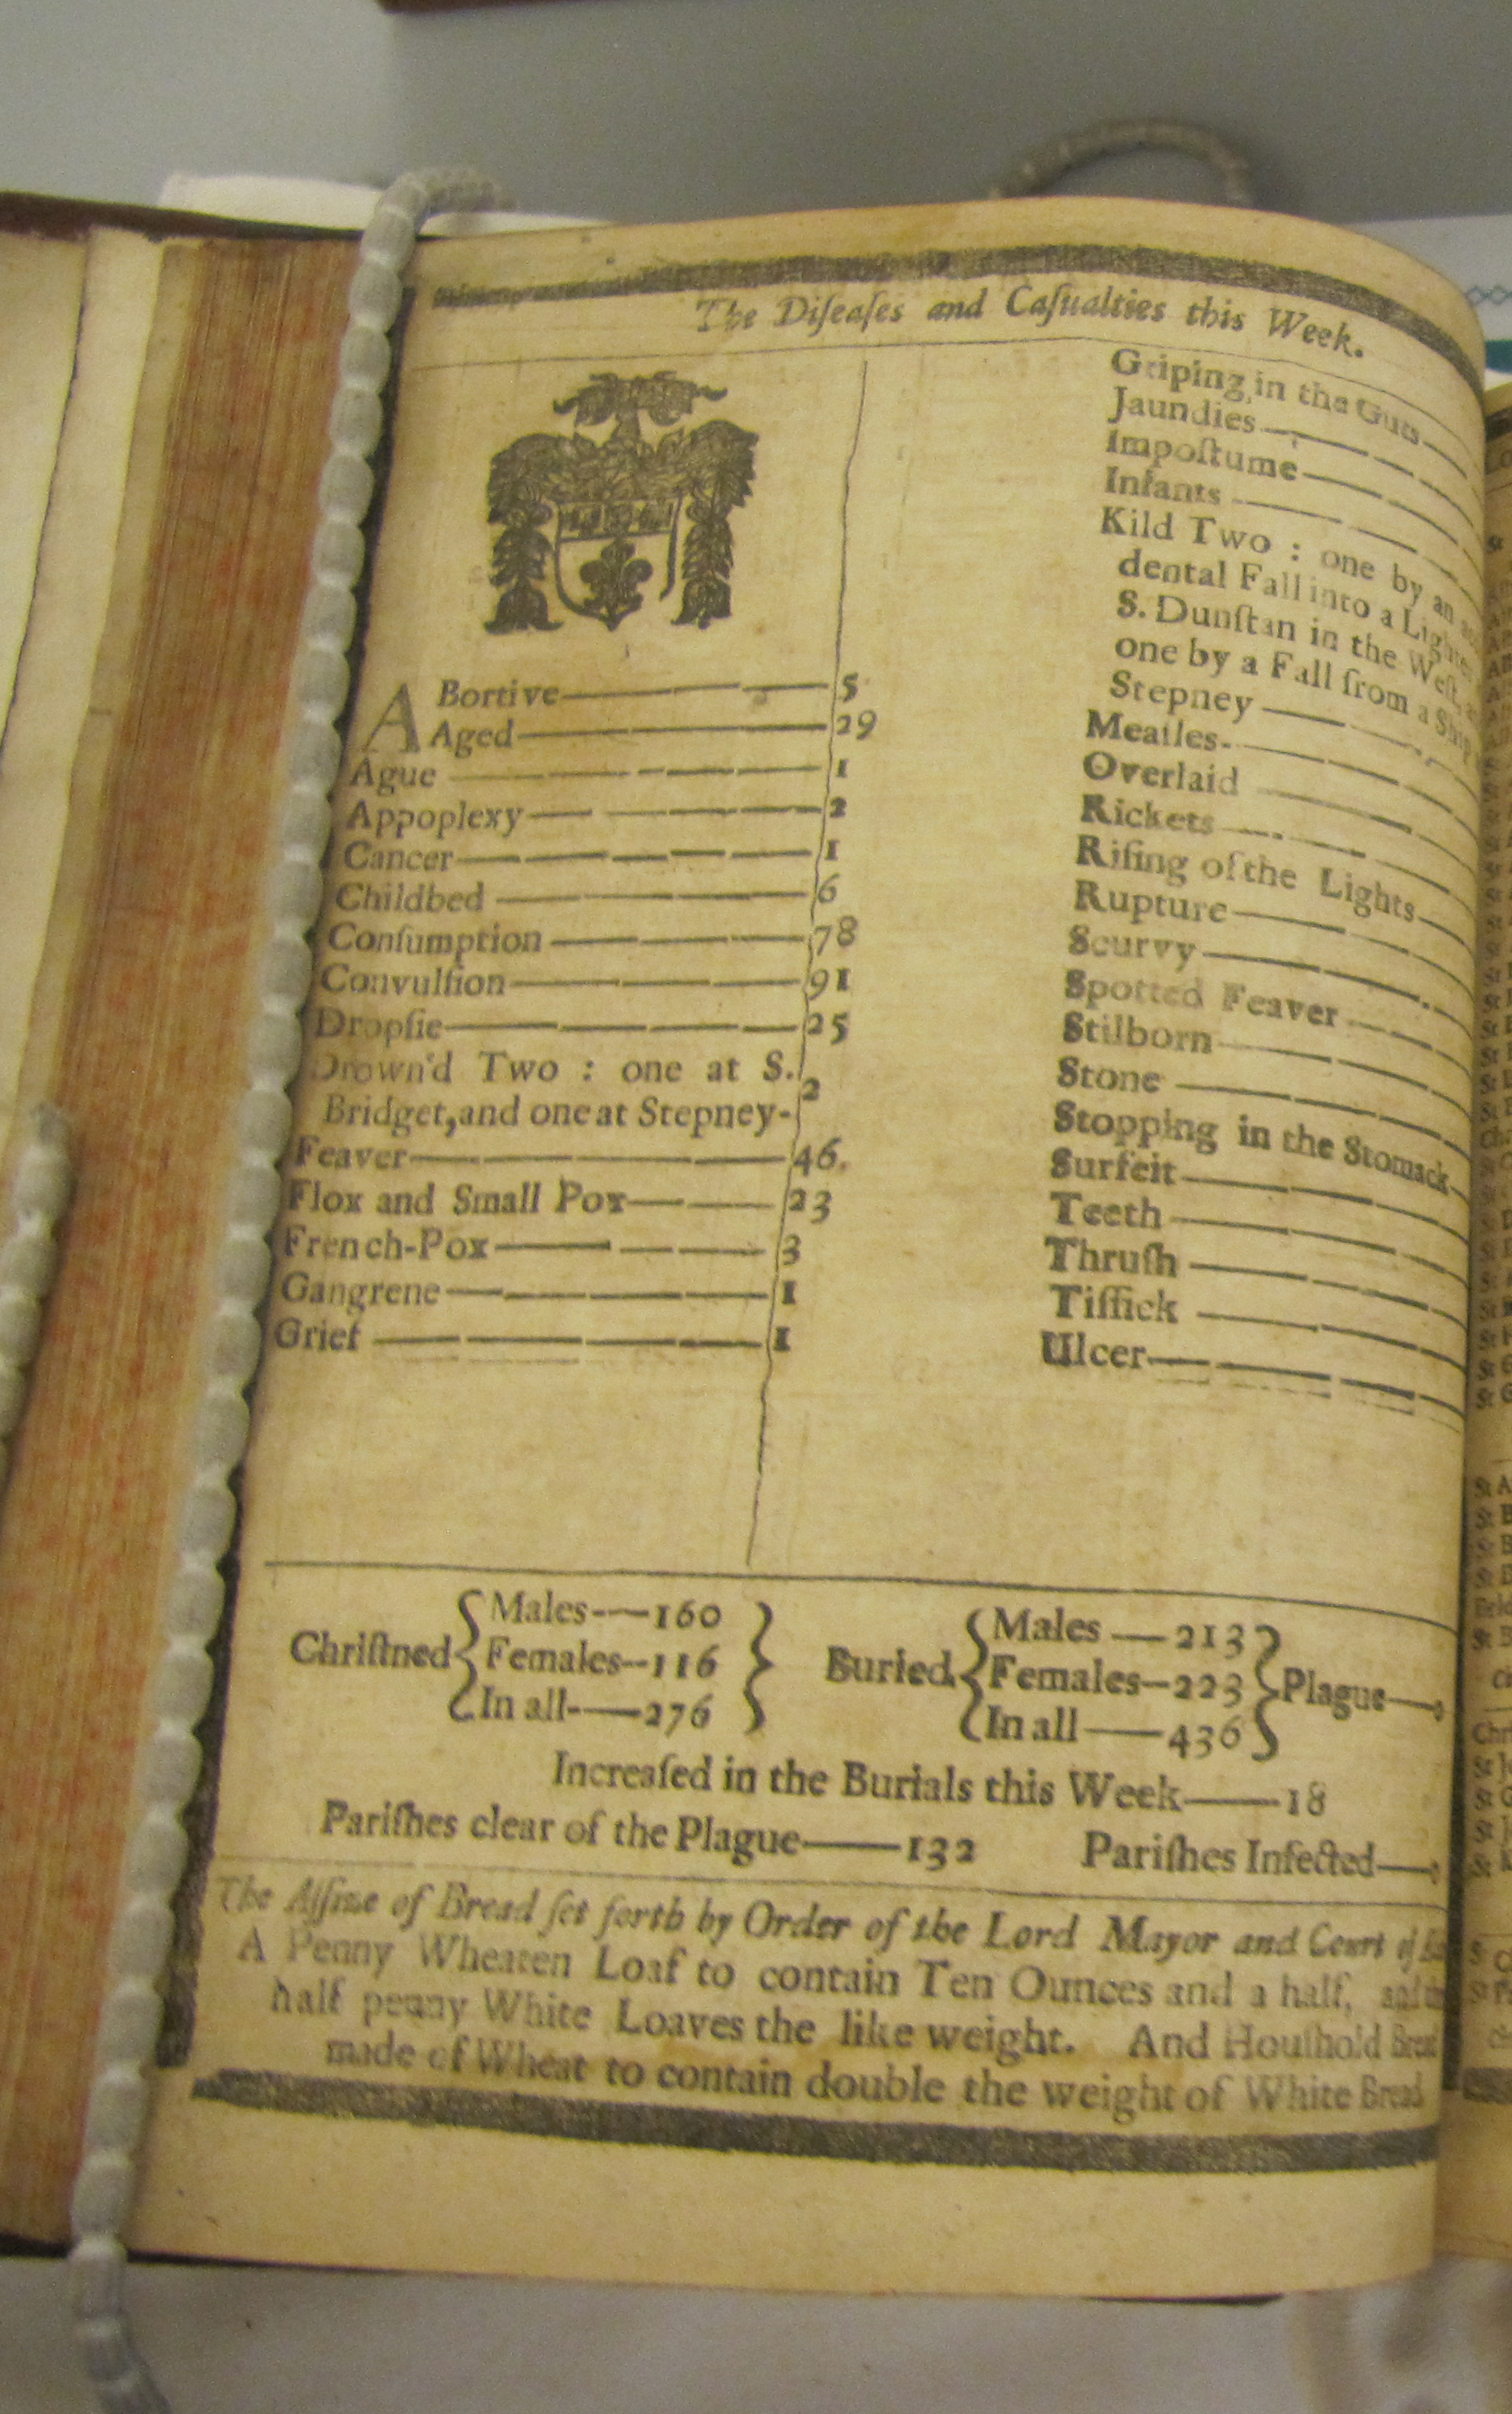 The Diſeaſes and Caſualties this Week.
ABortive 5
Aged 29
Ague 1
Appoplexy 2
Cancer 1
Childbed 6
Conſumption 78
Convulſion 91
Dropſie 25
Drown'd Two : one at S.
Bridget, and one at Stepney- 2
Feaver 46.
Flox and Small Pox 23
French-Pox 3
Gangrene 1
Grief 1
Griping in the Guts
Jaundies
Impoſtume
Infants
Kild Two : one by an
dental Fall into a Lighter
S. Dunſtan in the Weſt,
one by a Fall from a Ship
Stepney
Meaſles
Overlaid
Rickets
Riſing of the Lights
Rupture
Scurvy
Spotted Feaver
Stilborn
Stone
Stopping in the Stomack
Surfeit
Teeth
Thruſh
Tiſſick
Ulcer
Chriſtned Males 160 Females 116 In all 276
Buried Males 213 Females 223 In all 436 Plague
Increaſed in the Burials this Week 18
Pariſhes clear of the Plague 132 Pariſhes Infected
The Aſſize of Bread ſet forth by Order of the Lord Mayor and Court of
A Penny Wheaten Loaf to contain Ten Ounces and a half,
half penny White Loaves the like weight. And Houſhold Bread
made of Wheat to contain double the weight of White Bread